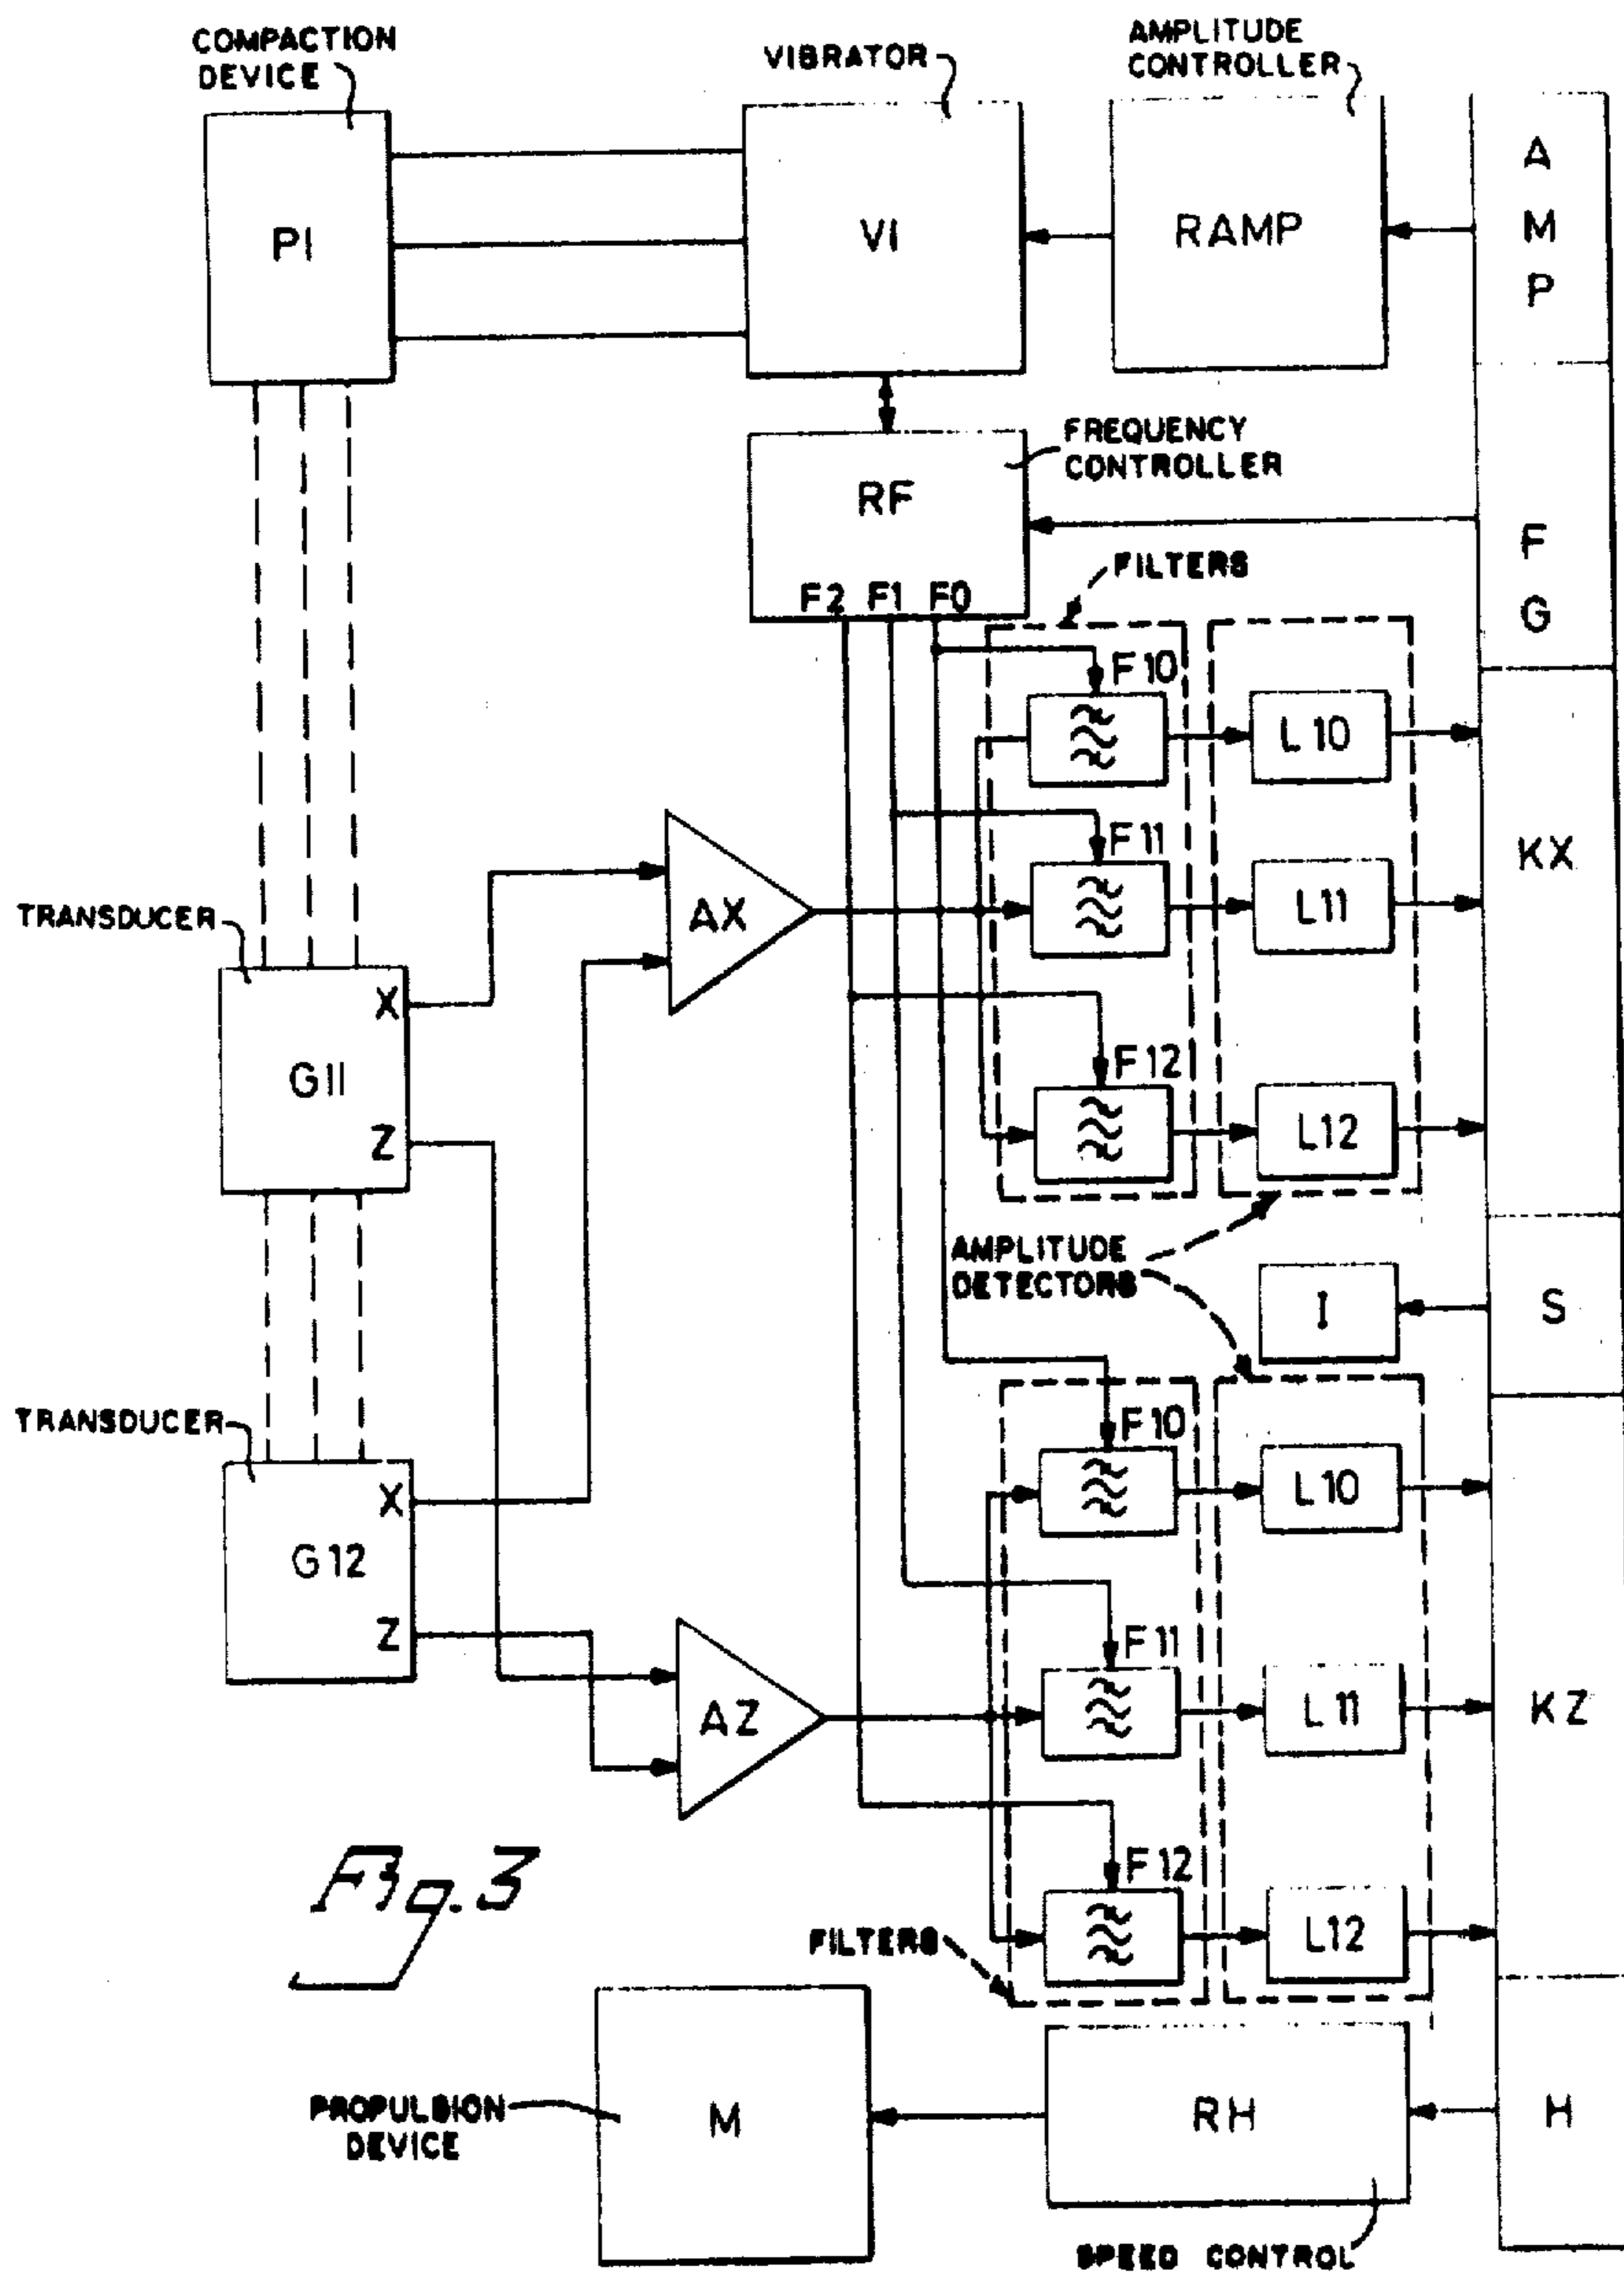 COMPACTION
DEVICE
VIBRATOR
AMPLITUDE
CONTROLLER
PI
VI
RAMP
A
M
P
FREQUENCY
CONTROLLER
RF
F2 F1 F0
FILTERS
F
G
F10
L10
F11
L11
KX
AX
TRANSDUCER
X
G11
Z
F12
L12
AMPLITUDE
DETECTORS
I
S
TRANSDUCER
X
G12
Z
F10
L10
F11
L11
KZ
AZ
F12
L12
FILTERS
Fig. 3
PROPULSION
DEVICE
M
RH
H
SPEED CONTROL